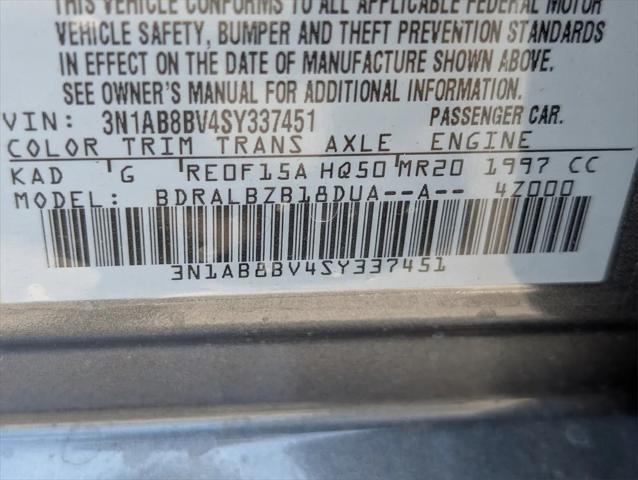 THIS VEHICLE CONFORMS TO ALL APPLICABLE FEDERAL MOTOR
VEHICLE SAFETY, BUMPER AND THEFT PREVENTION STANDARDS
IN EFFECT ON THE DATE OF MANUFACTURE SHOWN ABOVE.
SEE OWNER'S MANUAL FOR ADDITIONAL INFORMATION.
VIN: 3N1AB8BV4SY337451 PASSENGER CAR.
COLOR TRIM TRANS AXLE ENGINE
KAD G RE0F15A HQ50 MR20 1997 CC
MODEL: BDRALBZB18DUA--A-- 4Z000
3N1AB8BV4SY337451